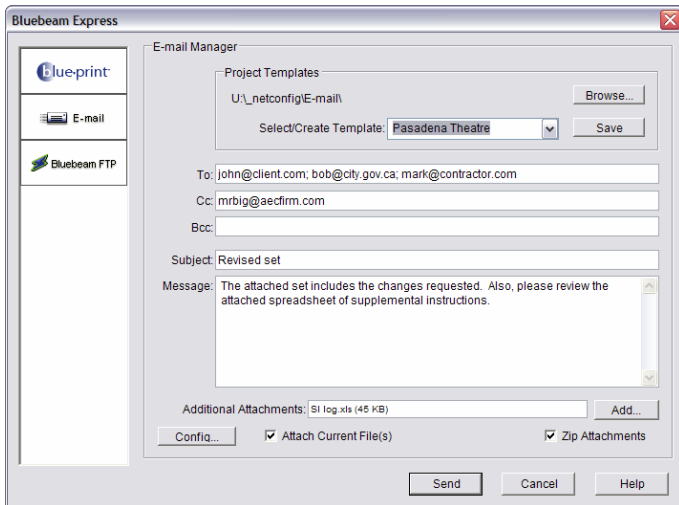 Bluebeam Express
blue-print
E-mail
Bluebeam FTP
E-mail Manager
Project Templates
U:\_netconfig\E-mail\
Browse...
Select/Create Template: Pasadena Theatre
Save
To: john@client.com; bob@city.gov.ca; mark@contractor.com
Cc: mrbig@aecfirm.com
Bcc:
Subject: Revised set
Message: The attached set includes the changes requested. Also, please review the
attached spreadsheet of supplemental instructions.
Additional Attachments: SI log.xls (45 KB)
Add...
Config... Attach Current File(s) Zip Attachments
Send Cancel Help